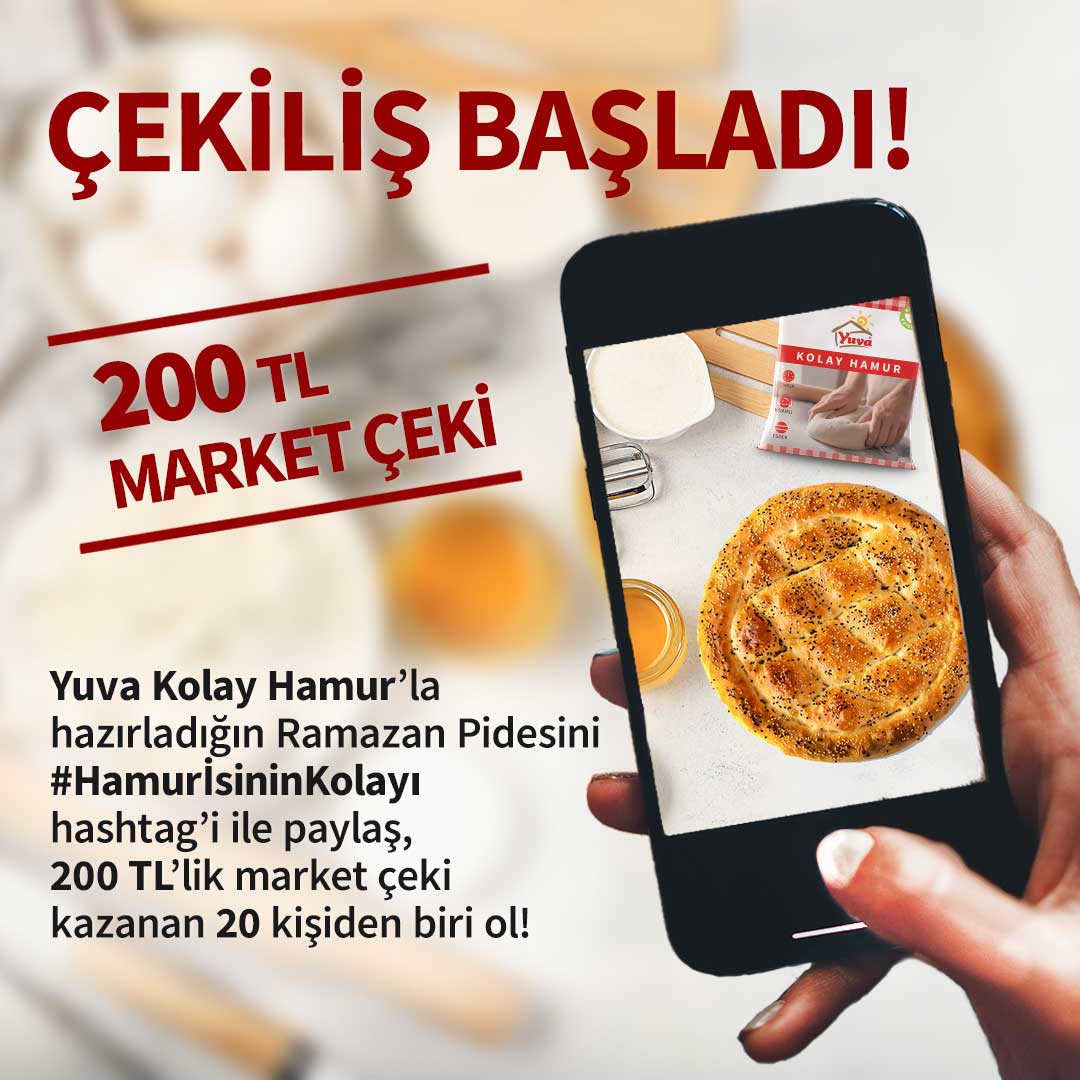 ÇEKİLİŞ BAŞLADI!
200 TL
MARKET ÇEKİ
Yuva
KOLAY HAMUR
Yuva Kolay Hamur’la
hazırladığın Ramazan Pidesini
#HamurİsininKolayı
hashtag’i ile paylaş,
200 TL’lik market çeki
kazanan 20 kişiden biri ol!